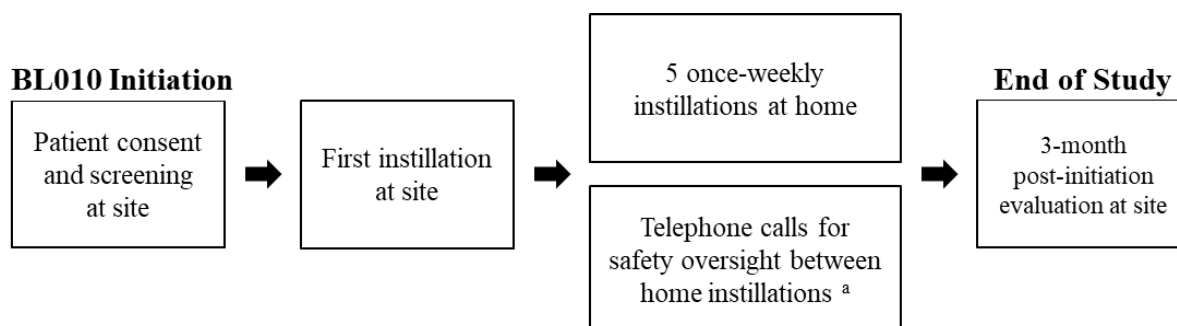 BL010 Initiation
Patient consent
and screening
at site
First instillation
at site
5 once-weekly
instillations at home
Telephone calls for
safety oversight between
home instillations ᵃ
End of Study
3-month
post-initiation
evaluation at site